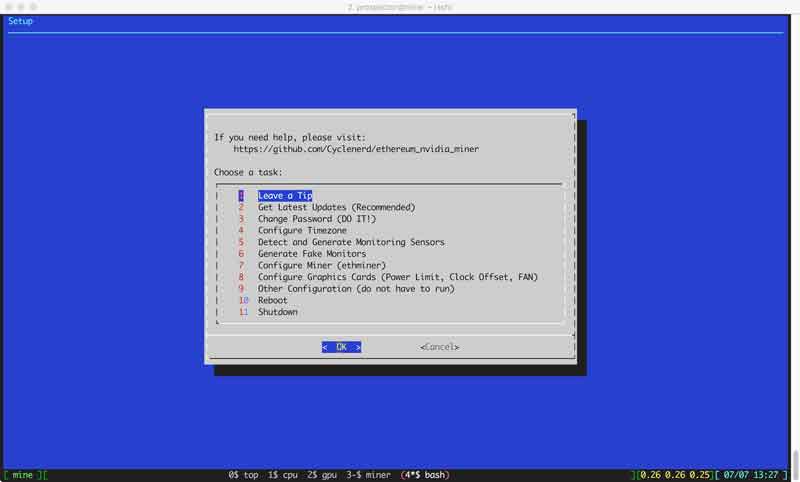 2. prospector@miner ~ (ssh)
Setup
If you need help, please visit:
https://github.com/Cyclenerd/ethereum_nvidia_miner
Choose a task:
1 Leave a Tip
2 Get Latest Updates (Recommended)
3 Change Password (DO IT!)
4 Configure Timezone
5 Detect and Generate Monitoring Sensors
6 Generate Fake Monitors
7 Configure Miner (ethminer)
8 Configure Graphics Cards (Power Limit, Clock Offset, FAN)
9 Other Configuration (do not have to run)
10 Reboot
11 Shutdown
< OK > <Cancel>
[ mine ][ 0$ top 1$ cpu 2$ gpu 3-$ miner (4*$ bash) ][0.26 0.26 0.25][ 07/07 13:27 ]